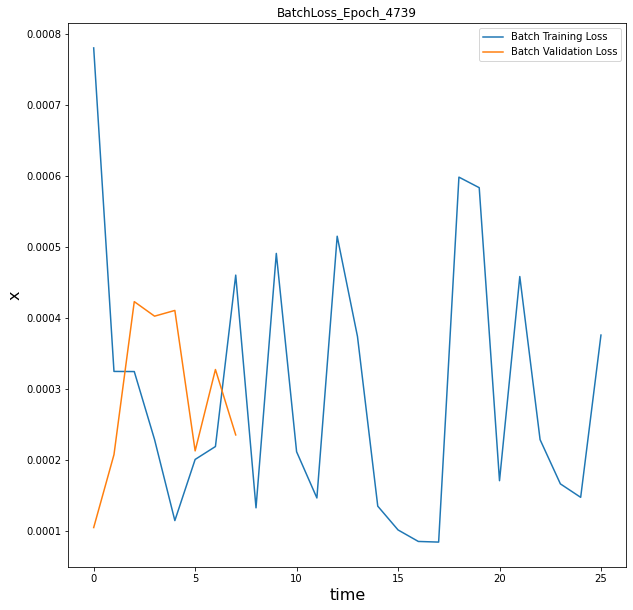 BatchLoss_Epoch_4739
Batch Training Loss
Batch Validation Loss
0.0008
0.0007
0.0006
0.0005
0.0004
0.0003
0.0002
0.0001
x
0 5 10 15 20 25
time